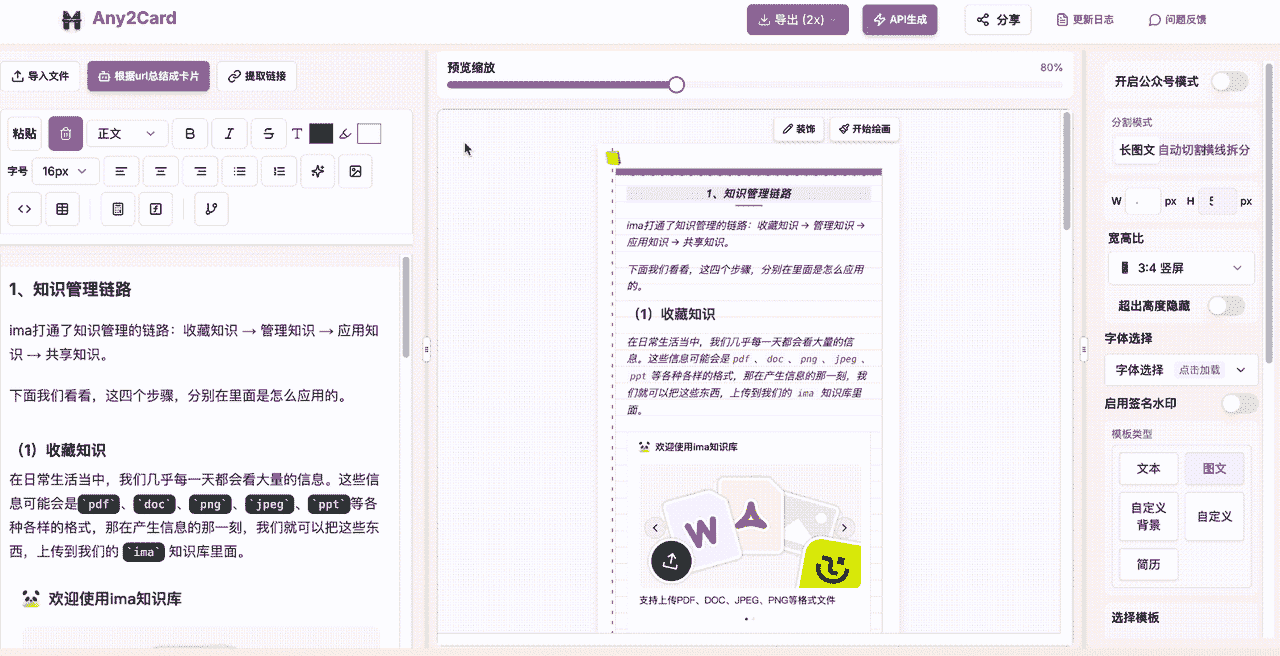 Any2Card
导出 (2x)
API生成
分享
更新日志
问题反馈
导入文件
根据url总结成卡片
提取链接
粘贴
正文
B
I
S
T
字号
16px
1、知识管理链路
ima打通了知识管理的链路：收藏知识 → 管理知识 → 应用知
识 → 共享知识。
下面我们看看，这四个步骤，分别在里面是怎么应用的。
（1）收藏知识
在日常生活当中，我们几乎每一天都会看大量的信息。这些信
息可能会是`pdf`、`doc`、`png`、`jpeg`、`ppt`等各
种各样的格式，那在产生信息的那一刻，我们就可以把这些东
西，上传到我们的 `ima` 知识库里面。
欢迎使用ima知识库
预览缩放
80%
装饰
开始绘画
1、知识管理链路
ima打通了知识管理的链路：收藏知识 → 管理知识 →
应用知识 → 共享知识。
下面我们看看，这四个步骤，分别在里面是怎么应用
的。
（1）收藏知识
在日常生活当中，我们几乎每一天都会看大量的信
息。这些信息可能会是 pdf 、 doc 、 png 、 jpeg 、
ppt 等各种各样的格式，那在产生信息的那一刻，我
们就可以把这些东西，上传到我们的 ima 知识库里
面。
欢迎使用ima知识库
W
支持上传PDF、DOC、JPEG、PNG等格式文件
开启公众号模式
分割模式
长图文
自动切割
横线拆分
W
px
H
px
宽高比
3:4 竖屏
超出高度隐藏
字体选择
字体选择
点击加载
启用签名水印
模板类型
文本
图文
自定义
背景
自定义
简历
选择模板